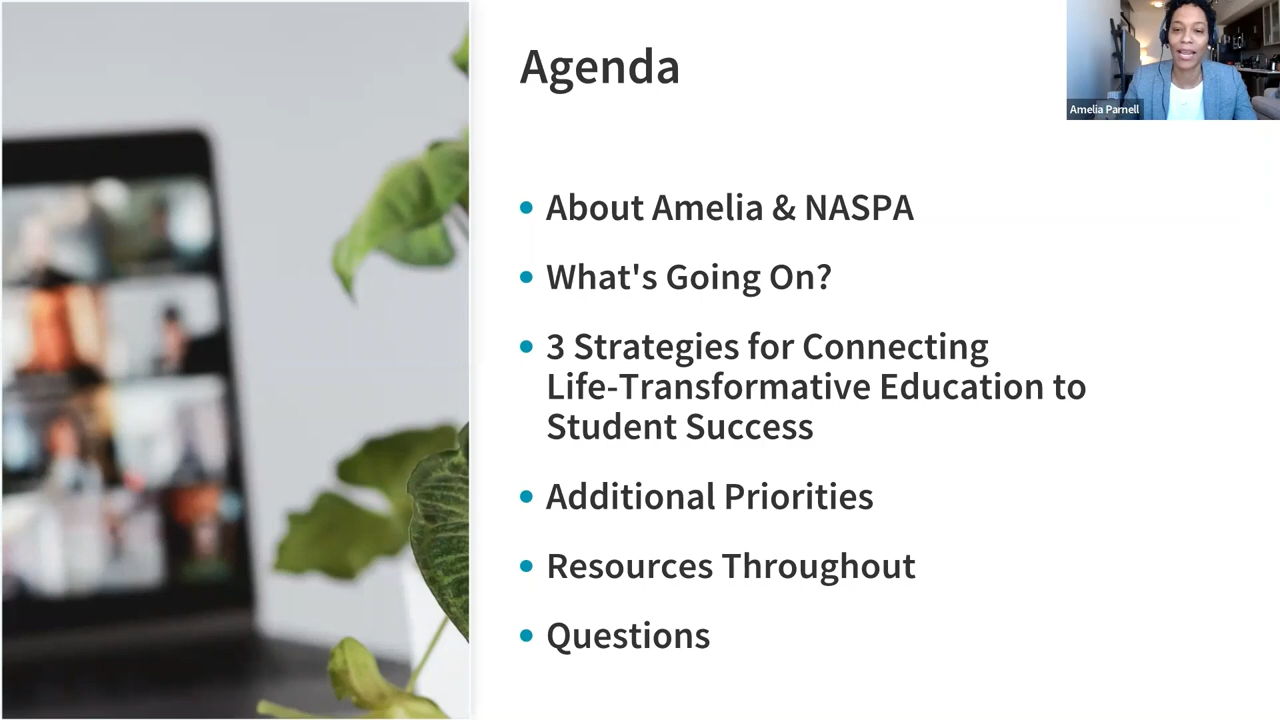 Agenda
Amelia Parnell
About Amelia & NASPA
What's Going On?
3 Strategies for Connecting
Life-Transformative Education to
Student Success
Additional Priorities
Resources Throughout
Questions